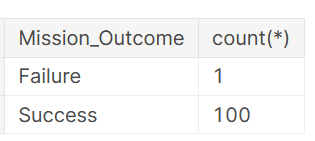 Mission_Outcome count(*)
Failure 1
Success 100